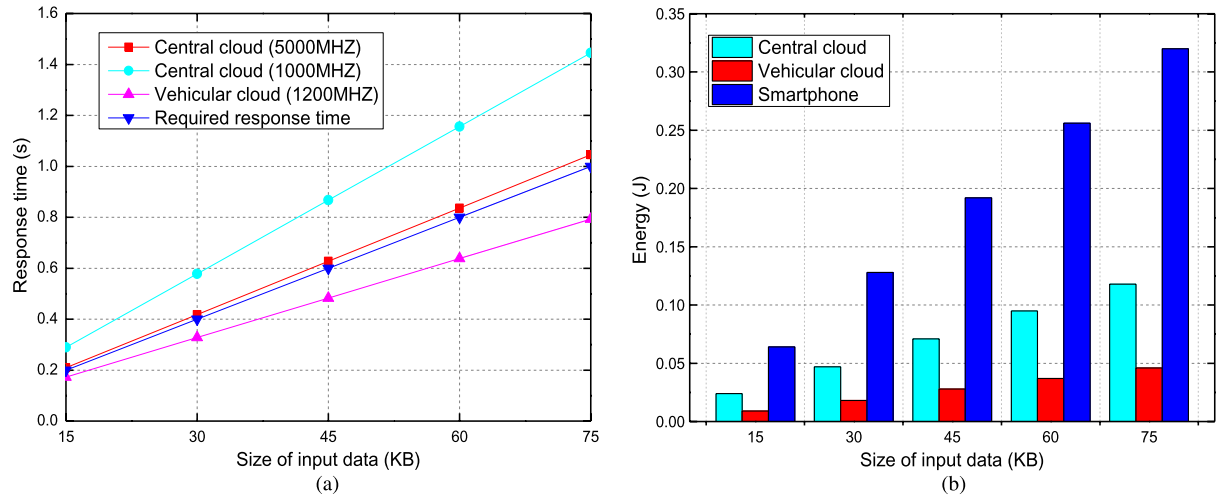 1.6
1.4
1.2
1.0
0.8
0.6
0.4
0.2
0.0
Response time (s)
Central cloud (5000MHZ)
Central cloud (1000MHZ)
Vehicular cloud (1200MHZ)
Required response time
15 30 45 60 75
Size of input data (KB)
(a)
0.35
0.30
0.25
0.20
0.15
0.10
0.05
0.00
Energy (J)
Central cloud
Vehicular cloud
Smartphone
15 30 45 60 75
Size of input data (KB)
(b)